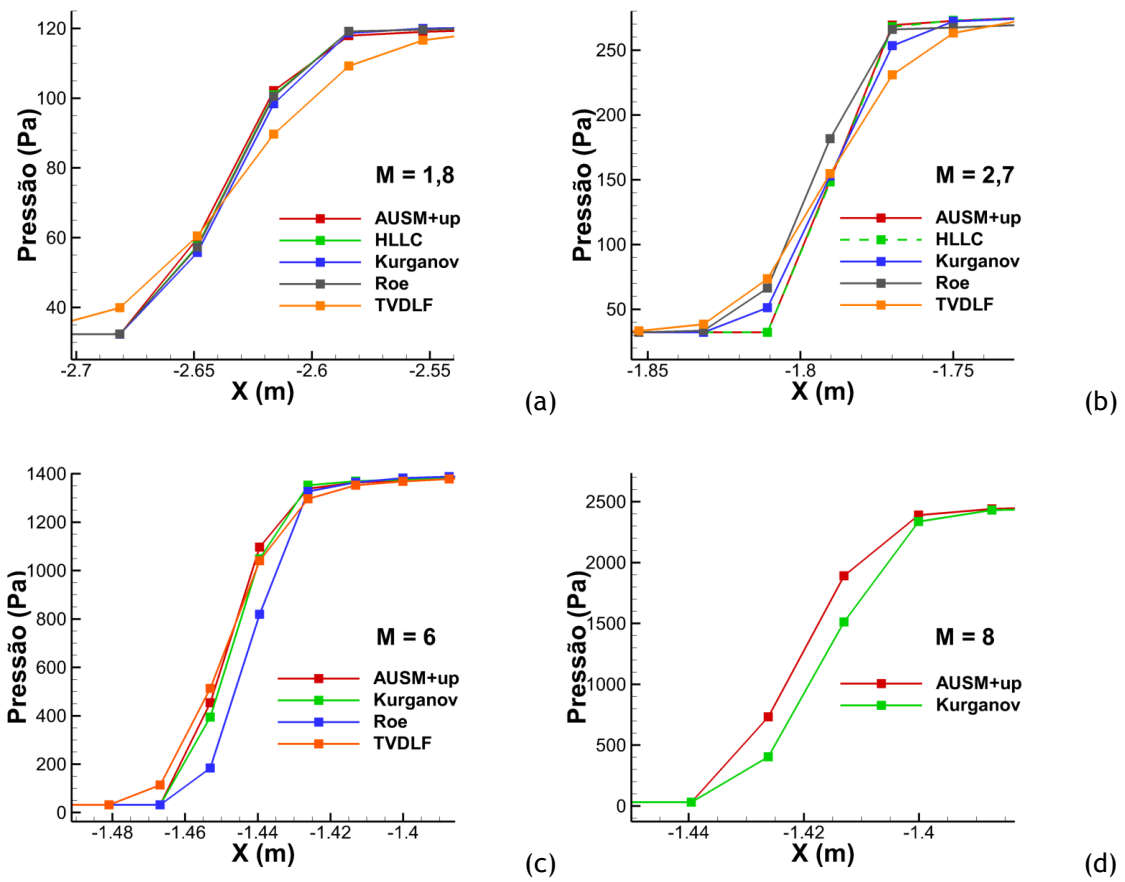 120
100
80
60
40
Pressão (Pa)
M = 1,8
AUSM+up
HLLC
Kurganov
Roe
TVDLF
-2.7
-2.65
-2.6
-2.55
X (m)
(a)
250
200
150
100
50
Pressão (Pa)
M = 2,7
AUSM+up
HLLC
Kurganov
Roe
TVDLF
-1.85
-1.8
-1.75
X (m)
(b)
1400
1200
1000
800
600
400
200
0
Pressão (Pa)
M = 6
AUSM+up
Kurganov
Roe
TVDLF
-1.48
-1.46
-1.44
-1.42
-1.4
X (m)
(c)
2500
2000
1500
1000
500
0
Pressão (Pa)
M = 8
AUSM+up
Kurganov
-1.44
-1.42
-1.4
X (m)
(d)